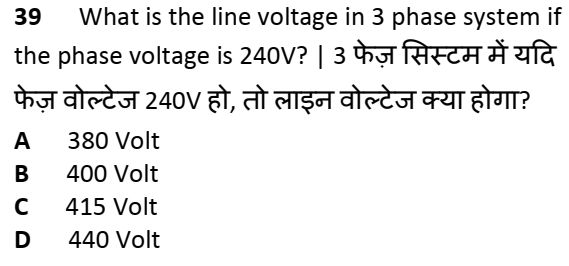 39 What is the line voltage in 3 phase system if
the phase voltage is 240V? | 3 फेज़ सिस्टम में यदि
फेज़ वोल्टेज 240V हो, तो लाइन वोल्टेज क्या होगा?
A 380 Volt
B 400 Volt
C 415 Volt
D 440 Volt